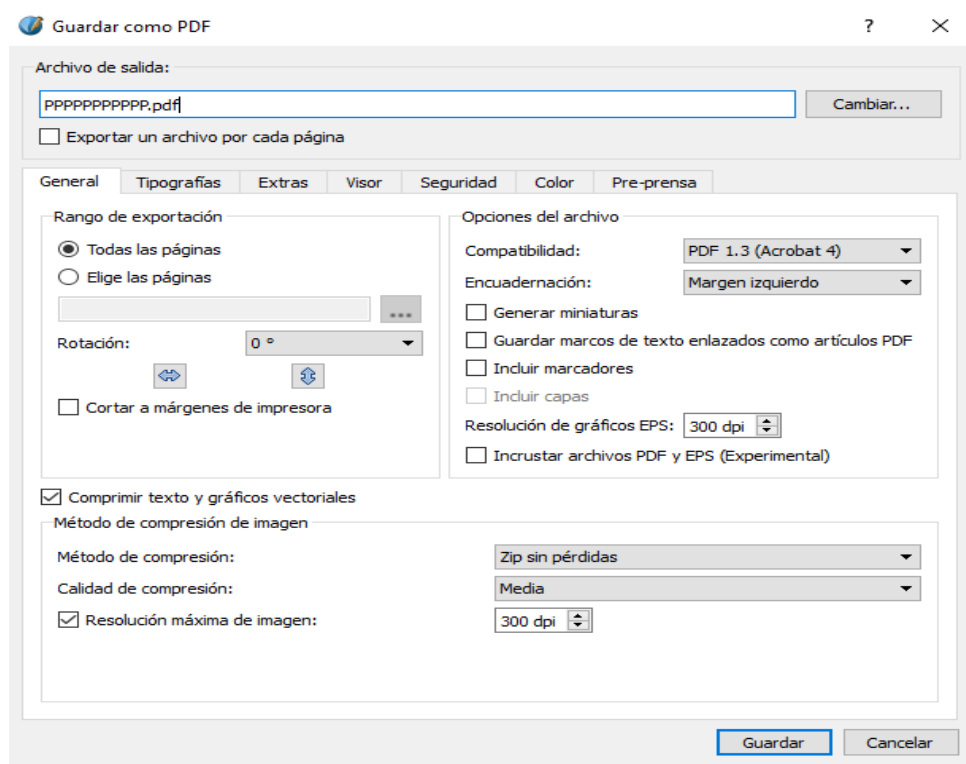 Guardar como PDF
?
Archivo de salida:
PPPPPPPPPPP.pdf
Cambiar...
Exportar un archivo por cada página
General Tipografías Extras Visor Seguridad Color Pre-prensa
Rango de exportación
Todas las páginas
Elige las páginas
...
Rotación: 0 °
Cortar a márgenes de impresora
Opciones del archivo
Compatibilidad: PDF 1.3 (Acrobat 4)
Encuadernación: Margen izquierdo
Generar miniaturas
Guardar marcos de texto enlazados como artículos PDF
Incluir marcadores
Incluir capas
Resolución de gráficos EPS: 300 dpi
Incrustar archivos PDF y EPS (Experimental)
Comprimir texto y gráficos vectoriales
Método de compresión de imagen
Método de compresión: Zip sin pérdidas
Calidad de compresión: Media
Resolución máxima de imagen: 300 dpi
Guardar Cancelar